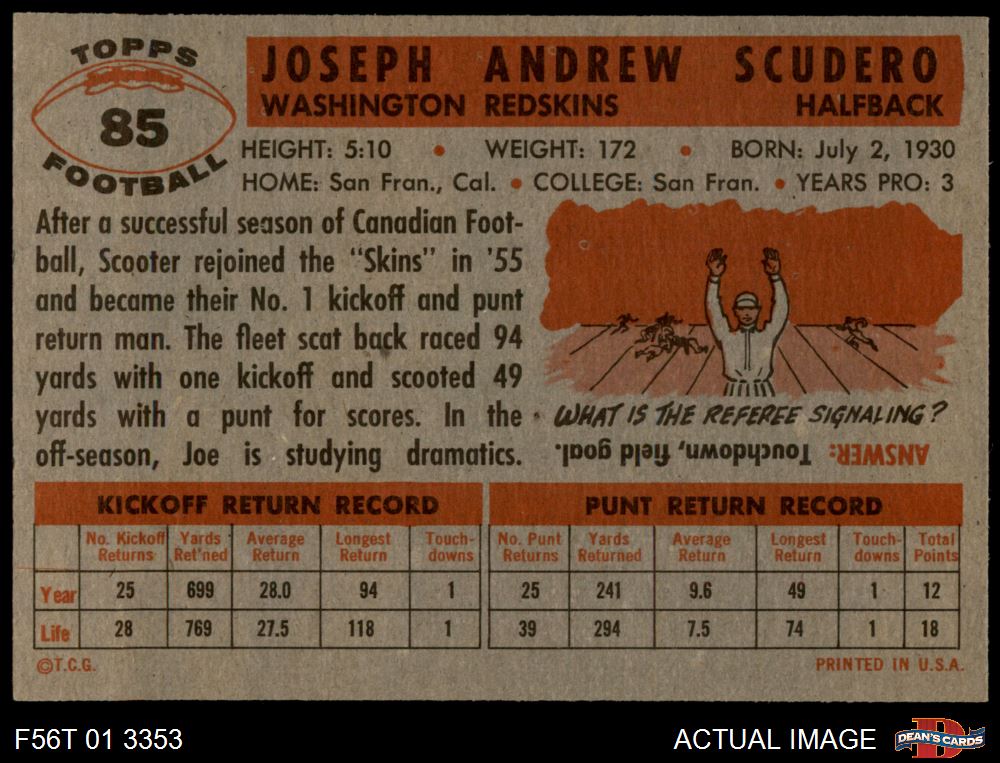 TOPPS
85
FOOTBALL
JOSEPH ANDREW SCUDERO
WASHINGTON REDSKINS HALFBACK
HEIGHT: 5:10 • WEIGHT: 172 • BORN: July 2, 1930
HOME: San Fran., Cal. • COLLEGE: San Fran. • YEARS PRO: 3
After a successful season of Canadian Foot-
ball, Scooter rejoined the "Skins" in '55
and became their No. 1 kickoff and punt
return man. The fleet scat back raced 94
yards with one kickoff and scooted 49
yards with a punt for scores. In the
off-season, Joe is studying dramatics.
WHAT IS THE REFEREE SIGNALING?
ANSWER: Touchdown, field goal.
KICKOFF RETURN RECORD
No. Kickoff Returns Yards Ret'ned Average Return Longest Return Touch-downs
Year 25 699 28.0 94 1
Life 28 769 27.5 118 1
PUNT RETURN RECORD
No. Punt Returns Yards Returned Average Return Longest Return Touch-downs Total Points
25 241 9.6 49 1 12
39 294 7.5 74 1 18
©T.C.G. PRINTED IN U.S.A.
F56T 01 3353 ACTUAL IMAGE DEAN'S CARDS